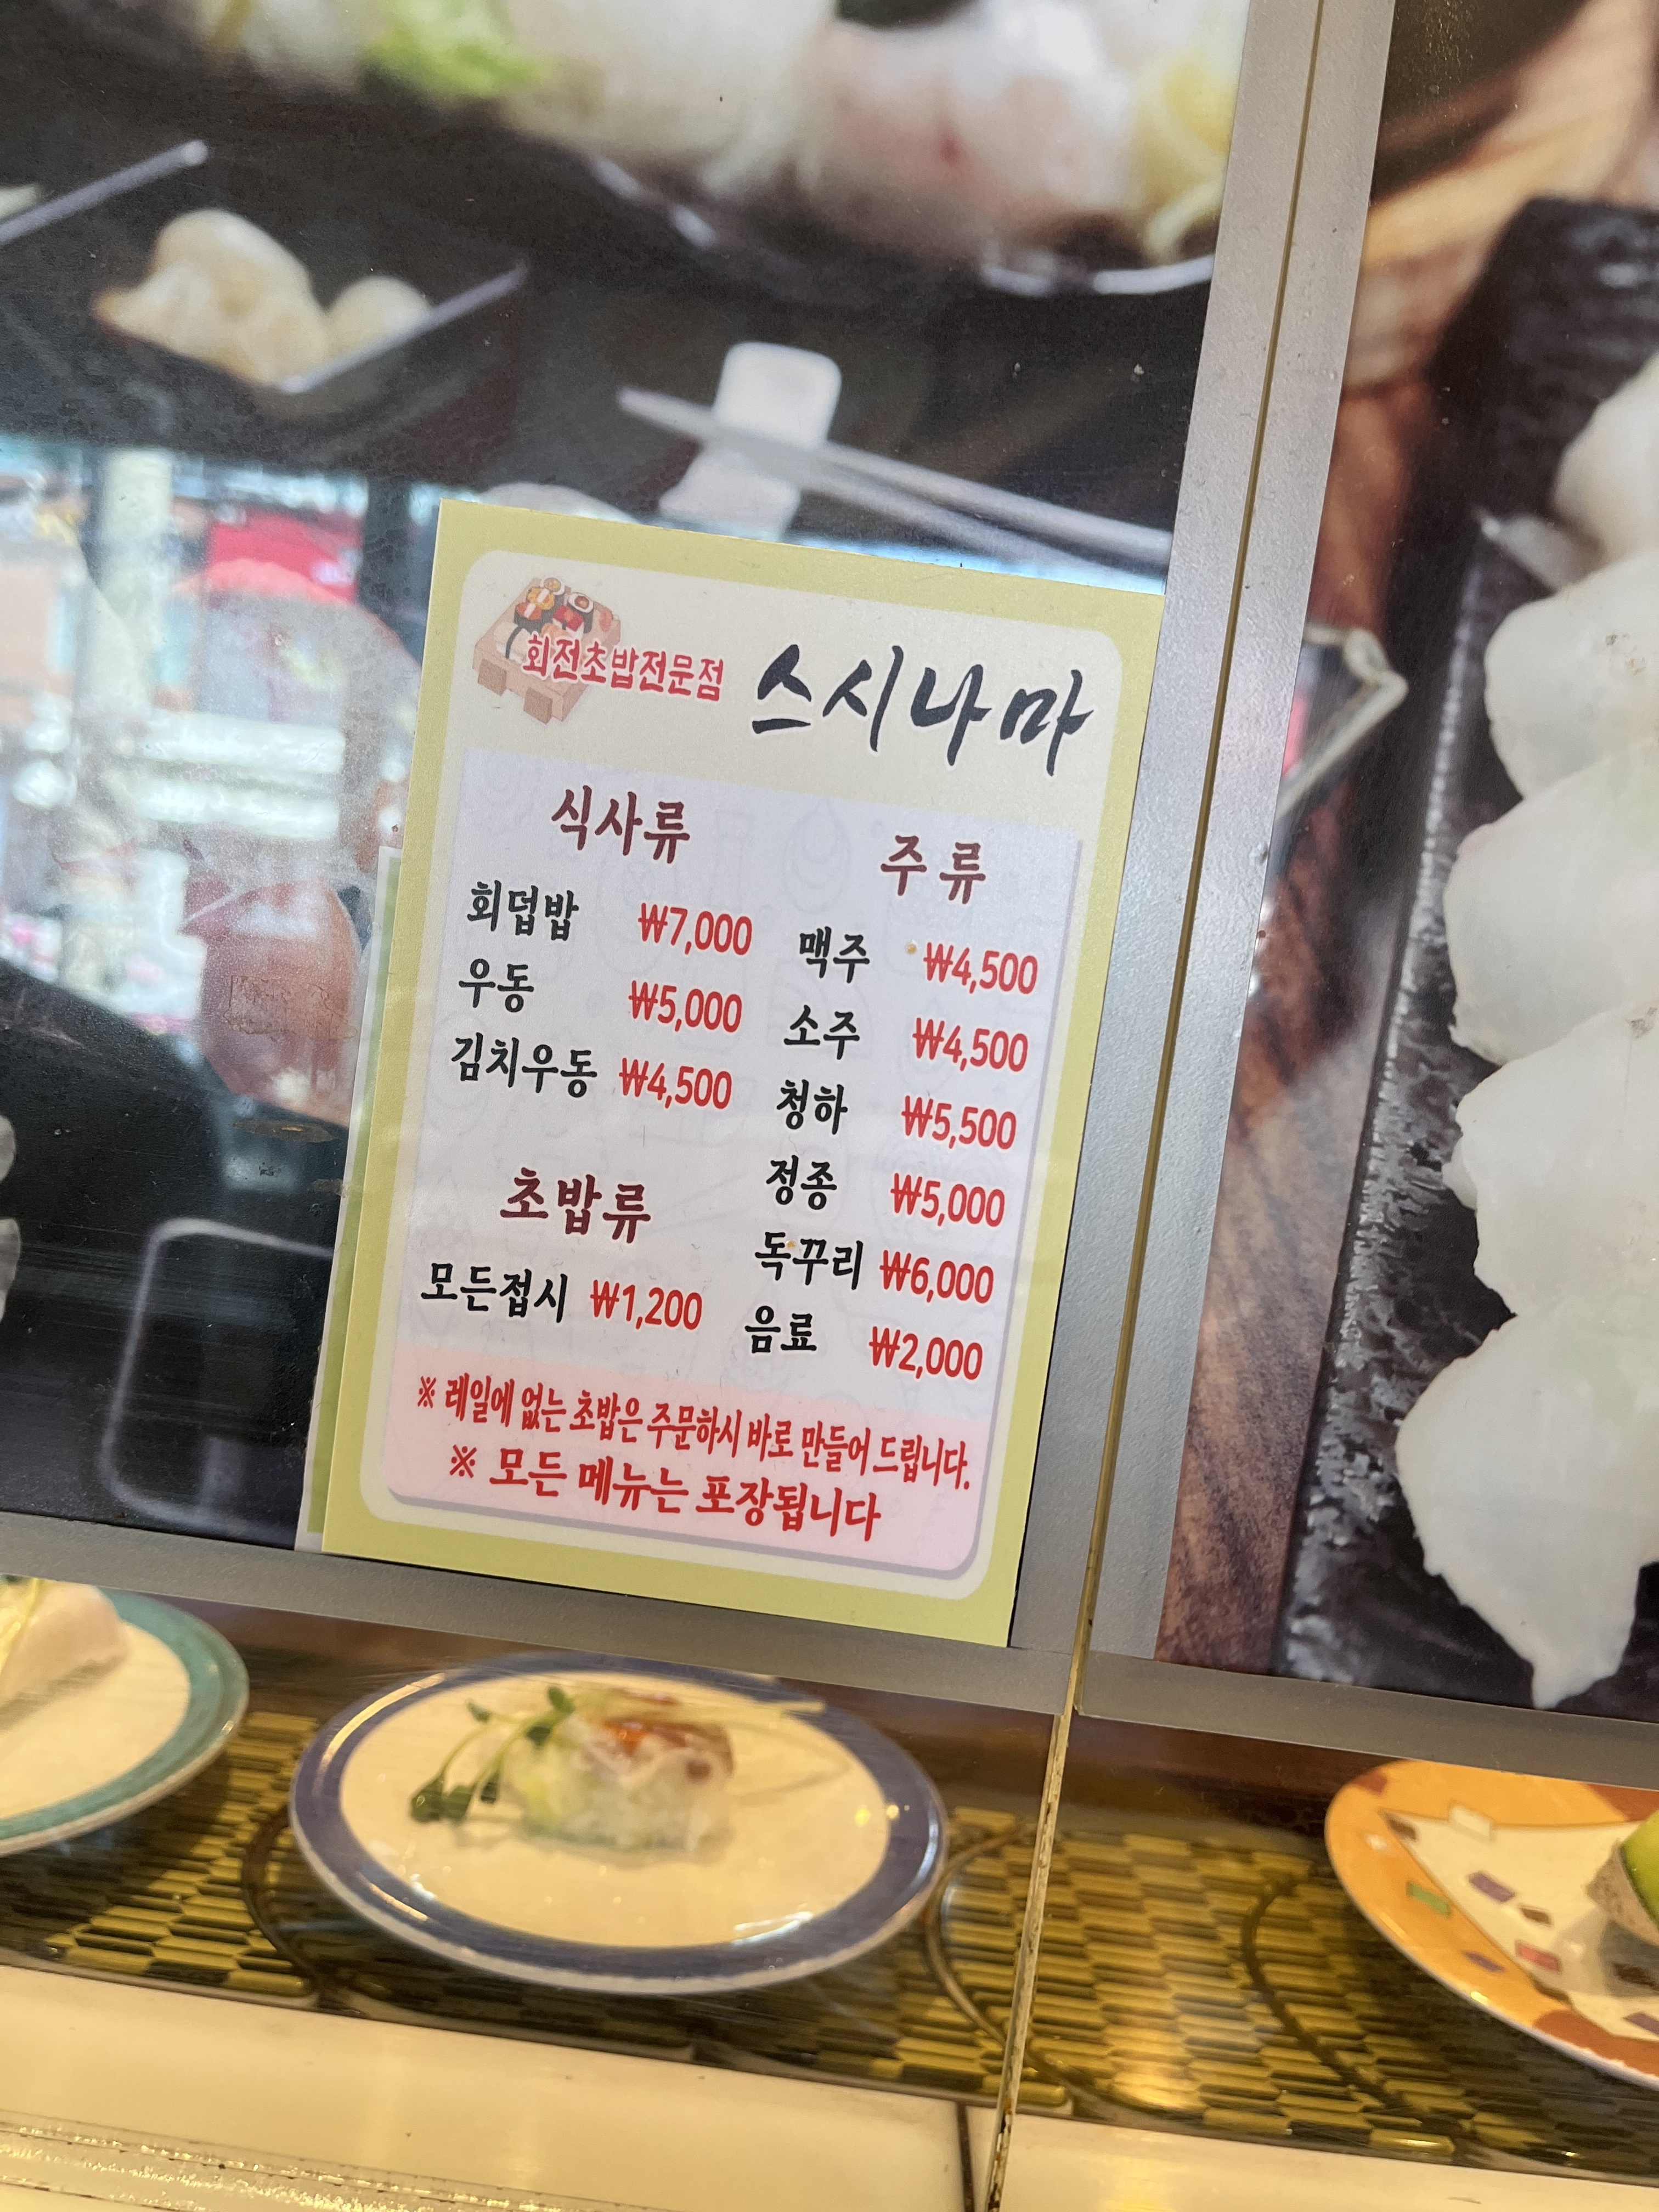 회전초밥전문점 스시나마
식사류
회덮밥 ₩7,000
우동 ₩5,000
김치우동 ₩4,500
초밥류
모든접시 ₩1,200
주류
맥주 ₩4,500
소주 ₩4,500
청하 ₩5,500
정종 ₩5,000
독꾸리 ₩6,000
음료 ₩2,000
※ 레일에 없는 초밥은 주문하시 바로 만들어 드립니다.
※ 모든 메뉴는 포장됩니다